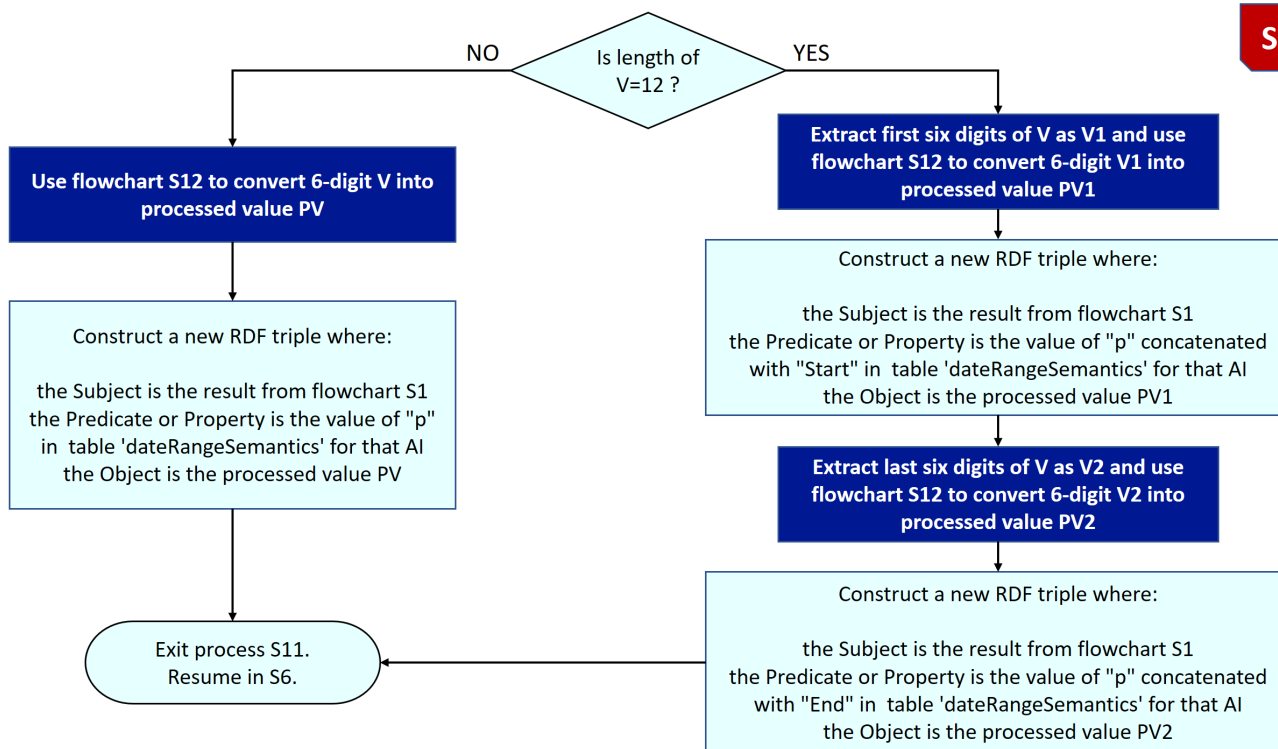 Is length of
V=12 ?
NO
YES
S
Use flowchart S12 to convert 6-digit V into
processed value PV
Construct a new RDF triple where:
the Subject is the result from flowchart S1
the Predicate or Property is the value of "p"
in table 'dateRangeSemantics' for that AI
the Object is the processed value PV
Exit process S11.
Resume in S6.
Extract first six digits of V as V1 and use
flowchart S12 to convert 6-digit V1 into
processed value PV1
Construct a new RDF triple where:
the Subject is the result from flowchart S1
the Predicate or Property is the value of "p" concatenated
with "Start" in table 'dateRangeSemantics' for that AI
the Object is the processed value PV1
Extract last six digits of V as V2 and use
flowchart S12 to convert 6-digit V2 into
processed value PV2
Construct a new RDF triple where:
the Subject is the result from flowchart S1
the Predicate or Property is the value of "p" concatenated
with "End" in table 'dateRangeSemantics' for that AI
the Object is the processed value PV2